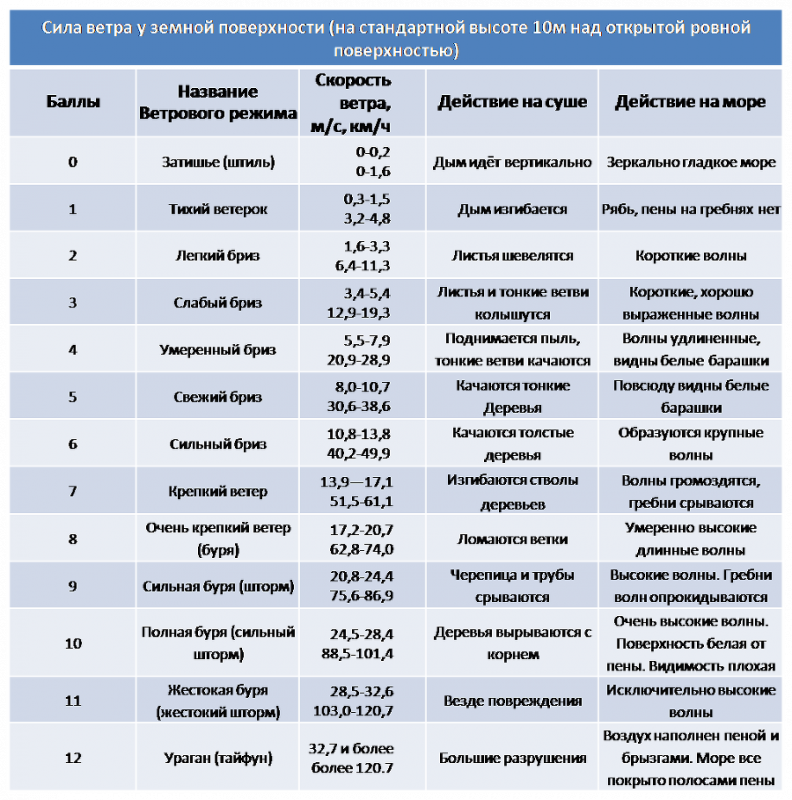 Сила ветра у земной поверхности (на стандартной высоте 10м над открытой ровной
поверхностью)
Баллы
Название
Ветрового режима
Скорость
ветра,
м/с, км/ч
Действие на суше
Действие на море
0
Затишье (штиль)
0-0,2
0-1,6
Дым идёт вертикально
Зеркально гладкое море
1
Тихий ветерок
0,3-1,5
3,2-4,8
Дым изгибается
Рябь, пены на гребнях нет
2
Легкий бриз
1,6-3,3
6,4-11,3
Листья шевелятся
Короткие волны
3
Слабый бриз
3,4-5,4
12,9-19,3
Листья и тонкие ветви
колышутся
Короткие, хорошо
выраженные волны
4
Умеренный бриз
5,5-7,9
20,9-28,9
Поднимается пыль,
тонкие ветви качаются
Волны удлиненные,
видны белые барашки
5
Свежий бриз
8,0-10,7
30,6-38,6
Качаются тонкие
Деревья
Повсюду видны белые
барашки
6
Сильный бриз
10,8-13,8
40,2-49,9
Качаются толстые
деревья
Образуются крупные
волны
7
Крепкий ветер
13,9—17,1
51,5-61,1
Изгибаются стволы
деревьев
Волны громоздятся,
гребни срываются
8
Очень крепкий ветер
(буря)
17,2-20,7
62,8-74,0
Ломаются ветки
Умеренно высокие
длинные волны
9
Сильная буря (шторм)
20,8-24,4
75,6-86,9
Черепица и трубы
срываются
Высокие волны. Гребни
волн опрокидываются
10
Полная буря (сильный
шторм)
24,5-28,4
88,5-101,4
Деревья вырываются с
корнем
Очень высокие волны.
Поверхность белая от
пены. Видимость плохая
11
Жестокая буря
(жестокий шторм)
28,5-32,6
103,0-120,7
Везде повреждения
Исключительно высокие
волны
12
Ураган (тайфун)
32,7 и более
более 120.7
Большие разрушения
Воздух наполнен пеной и
брызгами. Море все
покрыто полосами пены